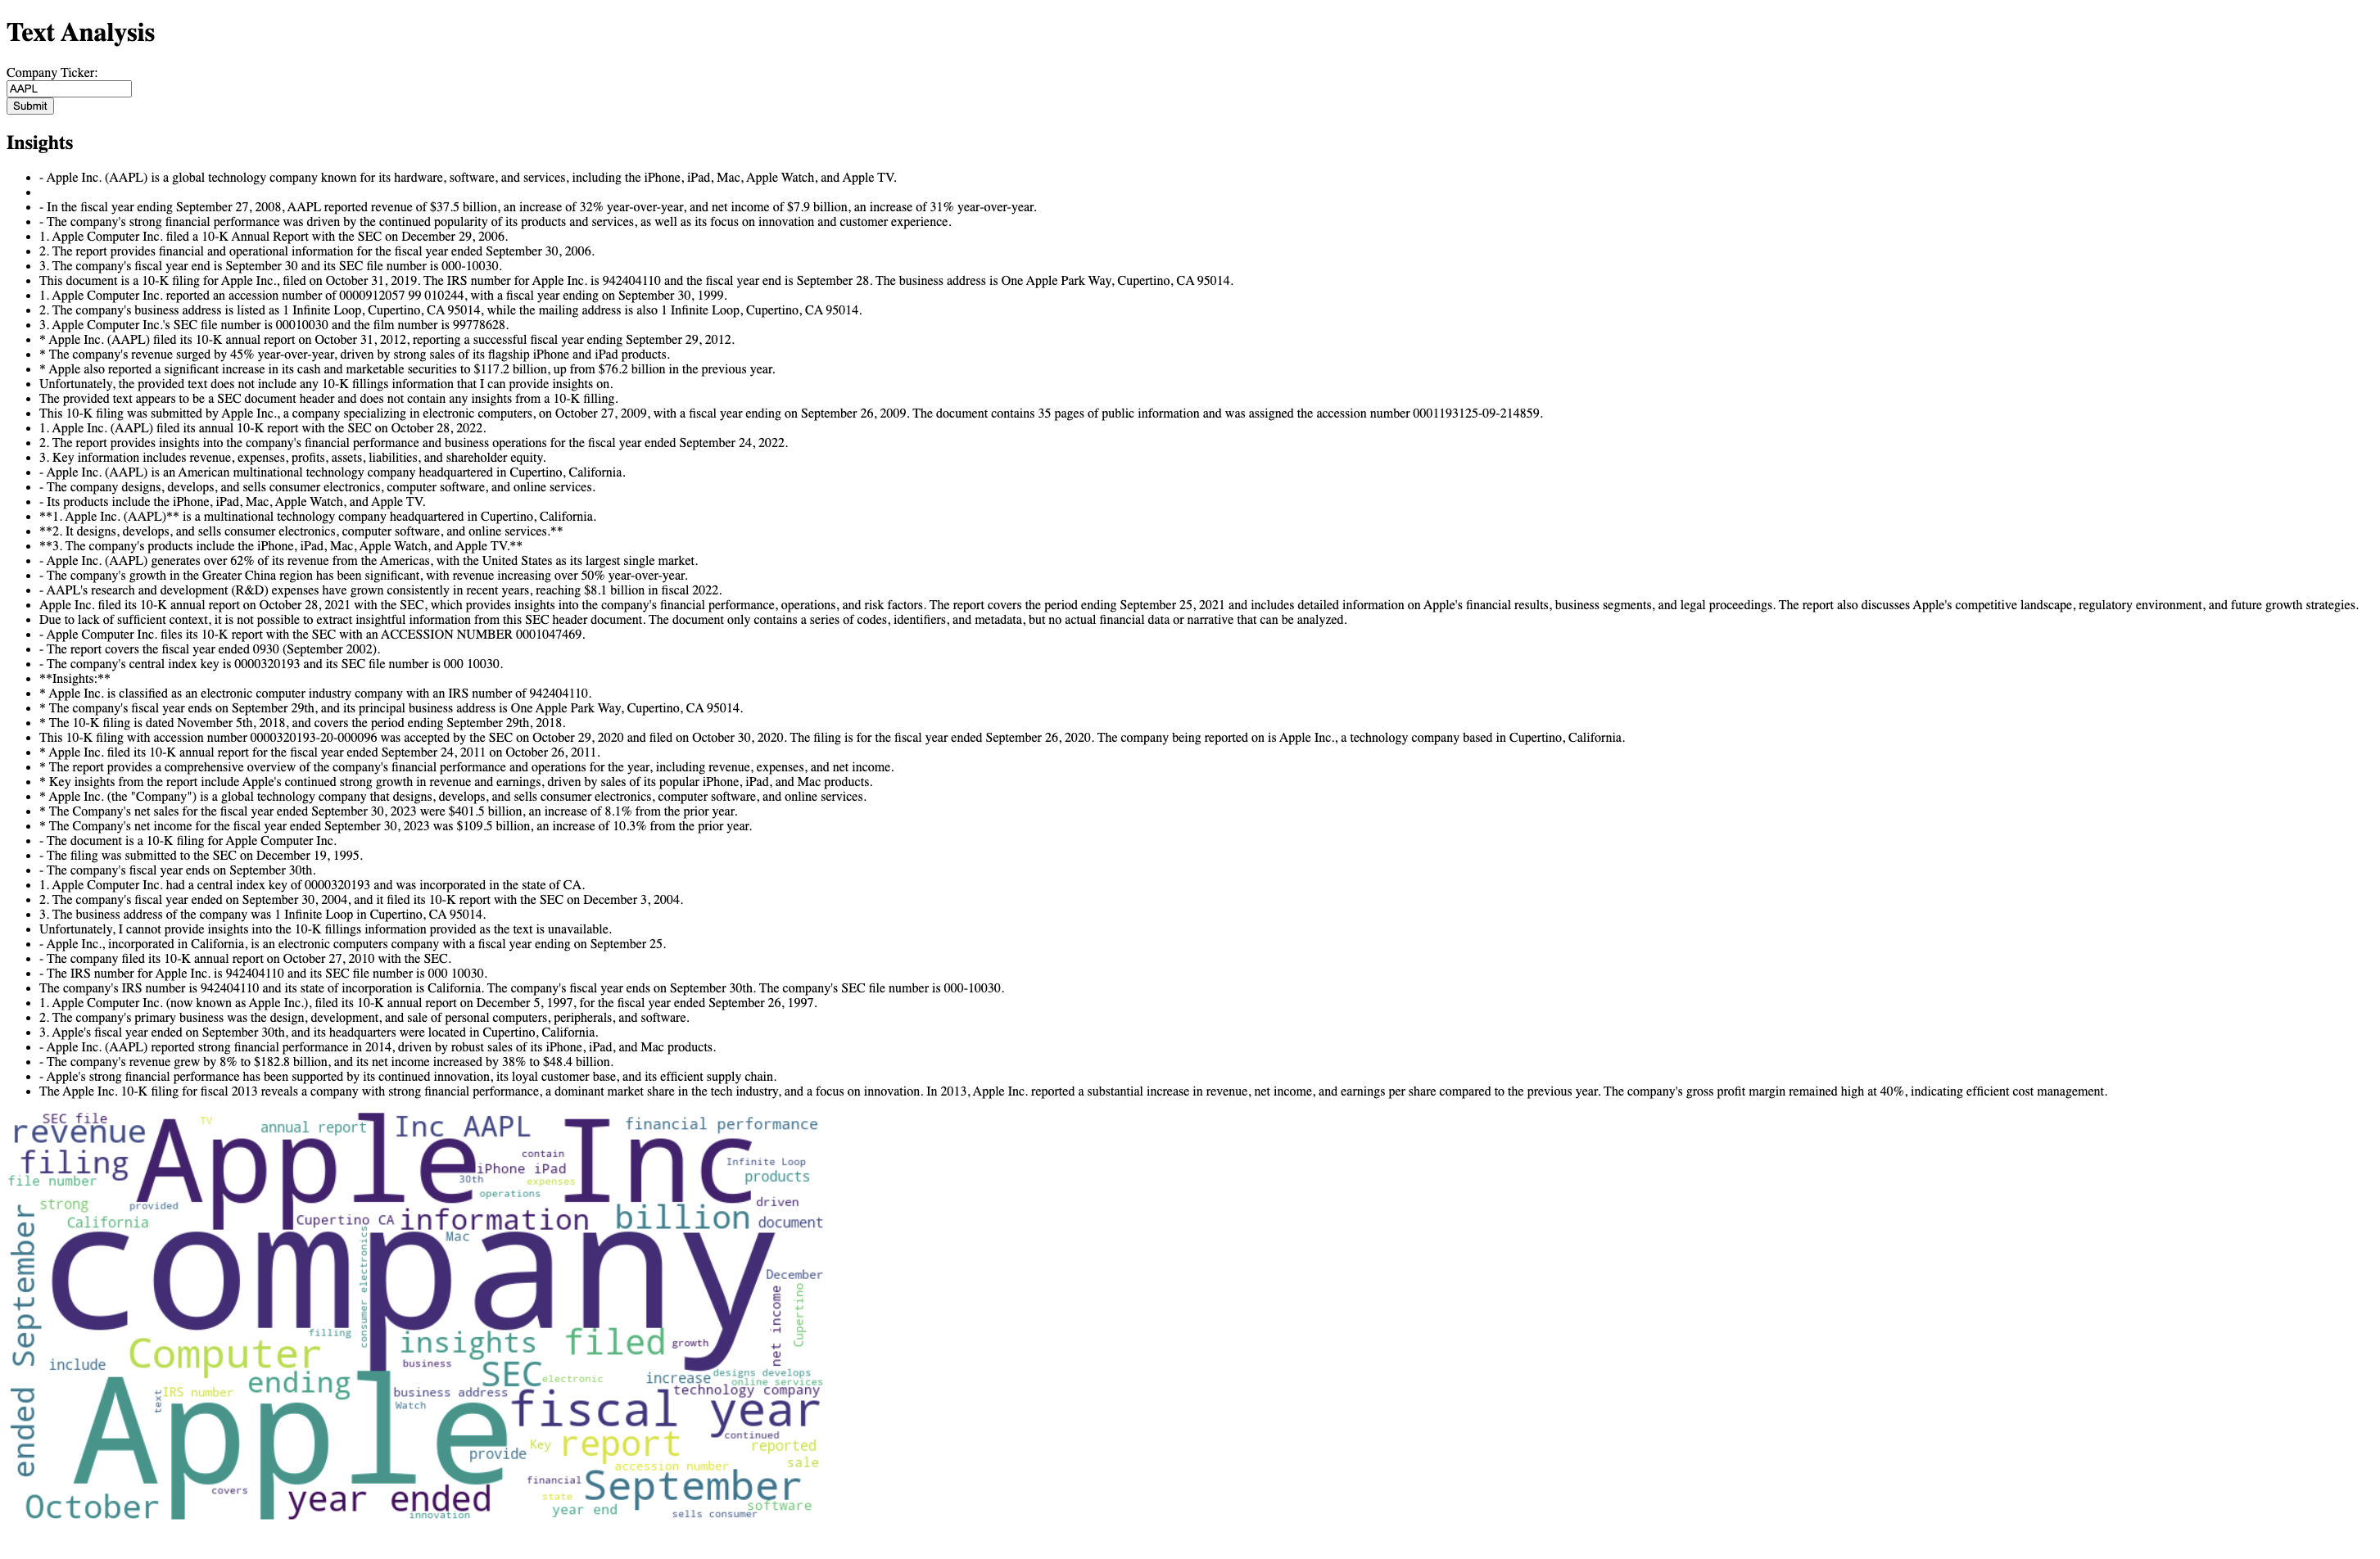 Text Analysis
Company Ticker:
AAPL
Submit
Insights
- Apple Inc. (AAPL) is a global technology company known for its hardware, software, and services, including the iPhone, iPad, Mac, Apple Watch, and Apple TV.
- In the fiscal year ending September 27, 2008, AAPL reported revenue of $37.5 billion, an increase of 32% year-over-year, and net income of $7.9 billion, an increase of 31% year-over-year.
- The company's strong financial performance was driven by the continued popularity of its products and services, as well as its focus on innovation and customer experience.
1. Apple Computer Inc. filed a 10-K Annual Report with the SEC on December 29, 2006.
2. The report provides financial and operational information for the fiscal year ended September 30, 2006.
3. The company's fiscal year end is September 30 and its SEC file number is 000-10030.
This document is a 10-K filing for Apple Inc., filed on October 31, 2019. The IRS number for Apple Inc. is 942404110 and the fiscal year end is September 28. The business address is One Apple Park Way, Cupertino, CA 95014.
1. Apple Computer Inc. reported an accession number of 0000912057 99 010244, with a fiscal year ending on September 30, 1999.
2. The company's business address is listed as 1 Infinite Loop, Cupertino, CA 95014, while the mailing address is also 1 Infinite Loop, Cupertino, CA 95014.
3. Apple Computer Inc.'s SEC file number is 00010030 and the film number is 99778628.
* Apple Inc. (AAPL) filed its 10-K annual report on October 31, 2012, reporting a successful fiscal year ending September 29, 2012.
* The company's revenue surged by 45% year-over-year, driven by strong sales of its flagship iPhone and iPad products.
* Apple also reported a significant increase in its cash and marketable securities to $117.2 billion, up from $76.2 billion in the previous year.
Unfortunately, the provided text does not include any 10-K fillings information that I can provide insights on.
The provided text appears to be a SEC document header and does not contain any insights from a 10-K filling.
This 10-K filing was submitted by Apple Inc., a company specializing in electronic computers, on October 27, 2009, with a fiscal year ending on September 26, 2009. The document contains 35 pages of public information and was assigned the accession number 0001193125-09-214859.
1. Apple Inc. (AAPL) filed its annual 10-K report with the SEC on October 28, 2022.
2. The report provides insights into the company's financial performance and business operations for the fiscal year ended September 24, 2022.
3. Key information includes revenue, expenses, profits, assets, liabilities, and shareholder equity.
- Apple Inc. (AAPL) is an American multinational technology company headquartered in Cupertino, California.
- The company designs, develops, and sells consumer electronics, computer software, and online services.
- Its products include the iPhone, iPad, Mac, Apple Watch, and Apple TV.
**1. Apple Inc. (AAPL)** is a multinational technology company headquartered in Cupertino, California.
**2. It designs, develops, and sells consumer electronics, computer software, and online services.**
**3. The company's products include the iPhone, iPad, Mac, Apple Watch, and Apple TV.**
- Apple Inc. (AAPL) generates over 62% of its revenue from the Americas, with the United States as its largest single market.
- The company's growth in the Greater China region has been significant, with revenue increasing over 50% year-over-year.
- AAPL's research and development (R&D) expenses have grown consistently in recent years, reaching $8.1 billion in fiscal 2022.
Apple Inc. filed its 10-K annual report on October 28, 2021 with the SEC, which provides insights into the company's financial performance, operations, and risk factors. The report covers the period ending September 25, 2021 and includes detailed information on Apple's financial results, business segments, and legal proceedings. The report also discusses Apple's competitive landscape, regulatory environment, and future growth strategies.
Due to lack of sufficient context, it is not possible to extract insightful information from this SEC header document. The document only contains a series of codes, identifiers, and metadata, but no actual financial data or narrative that can be analyzed.
- Apple Computer Inc. files its 10-K report with the SEC with an ACCESSION NUMBER 0001047469.
- The report covers the fiscal year ended 0930 (September 2002).
- The company's central index key is 0000320193 and its SEC file number is 000 10030.
**Insights:**
* Apple Inc. is classified as an electronic computer industry company with an IRS number of 942404110.
* The company's fiscal year ends on September 29th, and its principal business address is One Apple Park Way, Cupertino, CA 95014.
* The 10-K filing is dated November 5th, 2018, and covers the period ending September 29th, 2018.
This 10-K filing with accession number 0000320193-20-000096 was accepted by the SEC on October 29, 2020 and filed on October 30, 2020. The filing is for the fiscal year ended September 26, 2020. The company being reported on is Apple Inc., a technology company based in Cupertino, California.
* Apple Inc. filed its 10-K annual report for the fiscal year ended September 24, 2011 on October 26, 2011.
* The report provides a comprehensive overview of the company's financial performance and operations for the year, including revenue, expenses, and net income.
* Key insights from the report include Apple's continued strong growth in revenue and earnings, driven by sales of its popular iPhone, iPad, and Mac products.
* Apple Inc. (the "Company") is a global technology company that designs, develops, and sells consumer electronics, computer software, and online services.
* The Company's net sales for the fiscal year ended September 30, 2023 were $401.5 billion, an increase of 8.1% from the prior year.
* The Company's net income for the fiscal year ended September 30, 2023 was $109.5 billion, an increase of 10.3% from the prior year.
- The document is a 10-K filing for Apple Computer Inc.
- The filing was submitted to the SEC on December 19, 1995.
- The company's fiscal year ends on September 30th.
1. Apple Computer Inc. had a central index key of 0000320193 and was incorporated in the state of CA.
2. The company's fiscal year ended on September 30, 2004, and it filed its 10-K report with the SEC on December 3, 2004.
3. The business address of the company was 1 Infinite Loop in Cupertino, CA 95014.
Unfortunately, I cannot provide insights into the 10-K fillings information provided as the text is unavailable.
- Apple Inc., incorporated in California, is an electronic computers company with a fiscal year ending on September 25.
- The company filed its 10-K annual report on October 27, 2010 with the SEC.
- The IRS number for Apple Inc. is 942404110 and its SEC file number is 000 10030.
The company's IRS number is 942404110 and its state of incorporation is California. The company's fiscal year ends on September 30th. The company's SEC file number is 000-10030.
1. Apple Computer Inc. (now known as Apple Inc.), filed its 10-K annual report on December 5, 1997, for the fiscal year ended September 26, 1997.
2. The company's primary business was the design, development, and sale of personal computers, peripherals, and software.
3. Apple's fiscal year ended on September 30th, and its headquarters were located in Cupertino, California.
- Apple Inc. (AAPL) reported strong financial performance in 2014, driven by robust sales of its iPhone, iPad, and Mac products.
- The company's revenue grew by 8% to $182.8 billion, and its net income increased by 38% to $48.4 billion.
- Apple's strong financial performance has been supported by its continued innovation, its loyal customer base, and its efficient supply chain.
The Apple Inc. 10-K filing for fiscal 2013 reveals a company with strong financial performance, a dominant market share in the tech industry, and a focus on innovation. In 2013, Apple Inc. reported a substantial increase in revenue, net income, and earnings per share compared to the previous year. The company's gross profit margin remained high at 40%, indicating efficient cost management.
SEC file
TV
annual report
Inc AAPL
financial performance
revenue
Apple Inc
contain
filing
iPhone iPad
Infinite Loop
file number
30th
expenses
products
operations
strong
provided
driven
California
Cupertino CA
information
billion
document
Mac
company
ended September
consumer electronics
December
net income
Cupertino
filling
Computer
insights
filed
growth
include
business
SEC
electronic
increase
designs develops
online services
ending
IRS number
text
business address
technology company
Watch
Apple
fiscal year
continued
provide
Key
report
reported
accession number
sale
financial
September
covers
state
October
year ended
year end
software
innovation
sells consumer